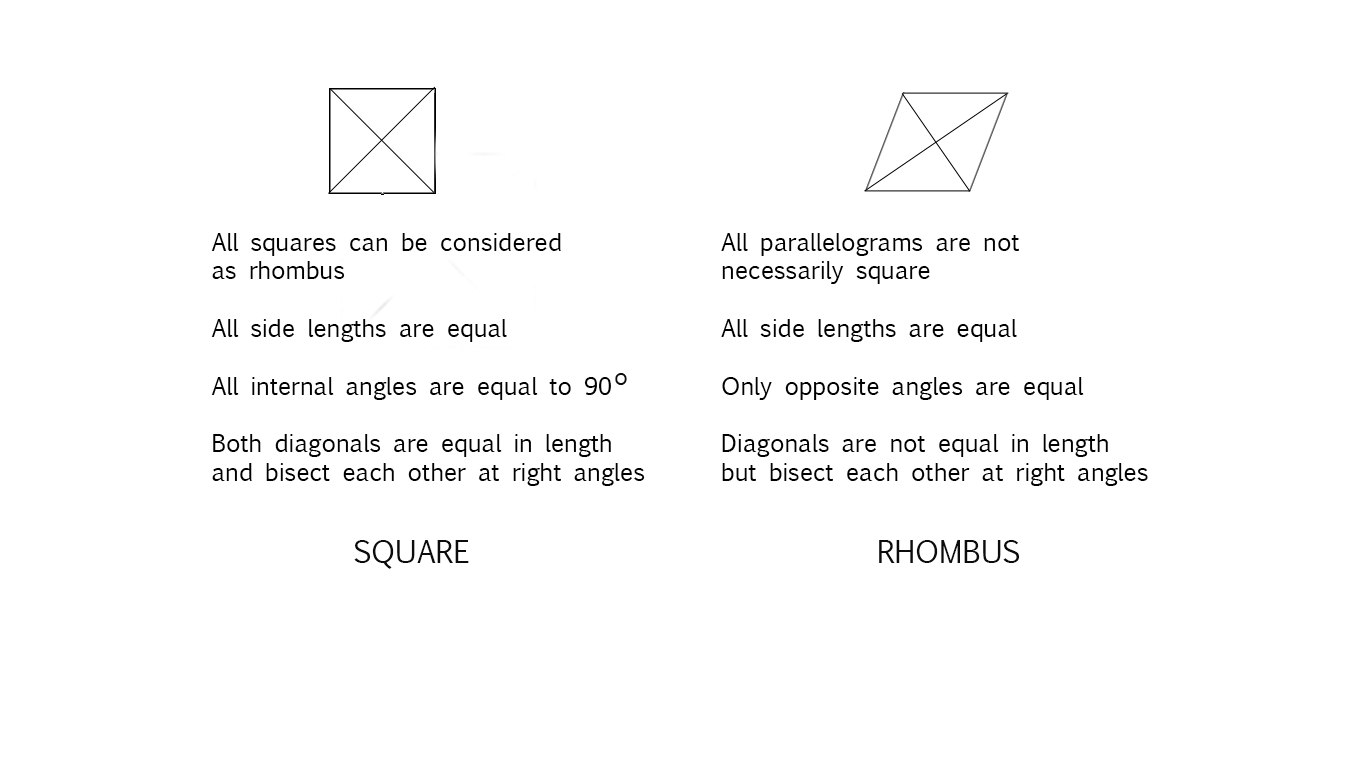 All squares can be considered
as rhombus
All side lengths are equal
All internal angles are equal to 90°
Both diagonals are equal in length
and bisect each other at right angles
SQUARE
All parallelograms are not
necessarily square
All side lengths are equal
Only opposite angles are equal
Diagonals are not equal in length
but bisect each other at right angles
RHOMBUS